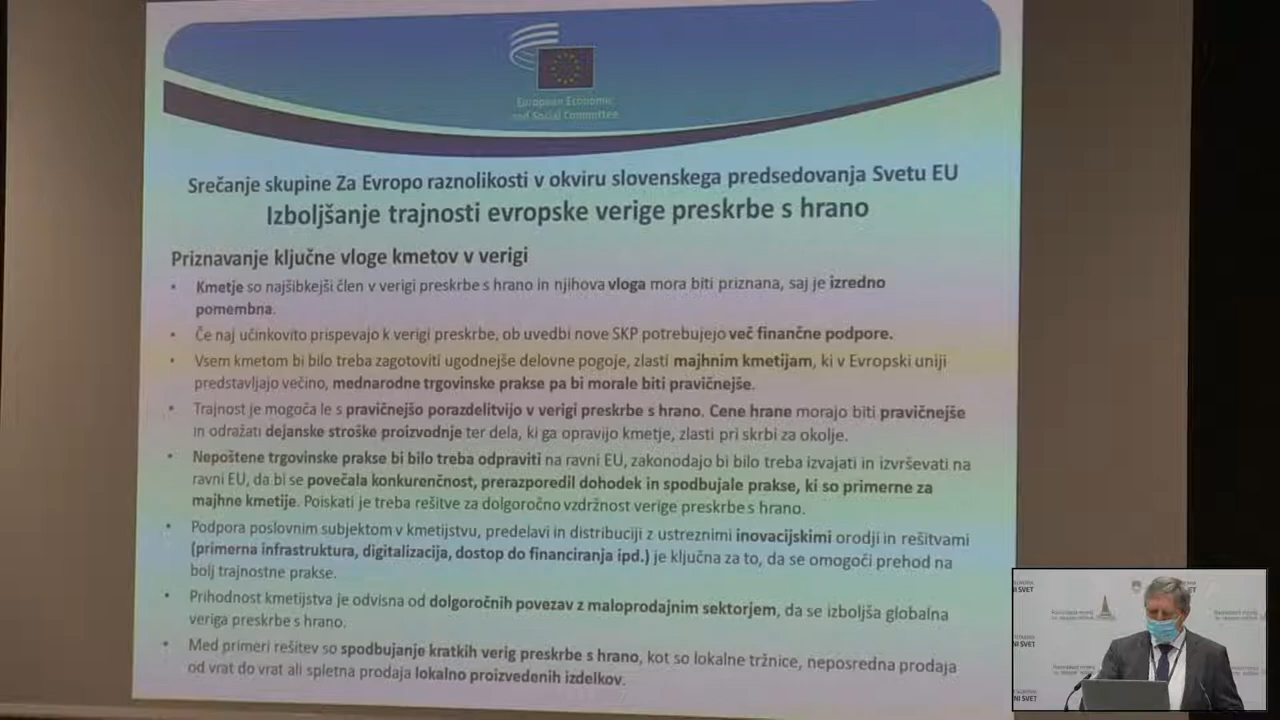 European Economic
and Social Committee
Srečanje skupine Za Evropo raznolikosti v okviru slovenskega predsedovanja Svetu EU
Izboljšanje trajnosti evropske verige preskrbe s hrano
Priznavanje ključne vloge kmetov v verigi
• Kmetje so najšibkejši člen v verigi preskrbe s hrano in njihova vloga mora biti priznana, saj je izredno
pomembna.
• Če naj učinkovito prispevajo k verigi preskrbe, ob uvedbi nove SKP potrebujejo več finančne podpore.
• Vsem kmetom bi bilo treba zagotoviti ugodnejše delovne pogoje, zlasti majhnim kmetijam, ki v Evropski uniji
predstavljajo večino, mednarodne trgovinske prakse pa bi morale biti pravičnejše.
• Trajnost je mogoča le s pravičnejšo porazdelitvijo v verigi preskrbe s hrano. Cene hrane morajo biti pravičnejše
in odražati dejanske stroške proizvodnje ter dela, ki ga opravijo kmetje, zlasti pri skrbi za okolje.
• Nepoštene trgovinske prakse bi bilo treba odpraviti na ravni EU, zakonodajo bi bilo treba izvajati in izvrševati na
ravni EU, da bi se povečala konkurenčnost, prerazporedil dohodek in spodbujale prakse, ki so primerne za
majhne kmetije. Poiskati je treba rešitve za dolgoročno vzdržnost verige preskrbe s hrano.
• Podpora poslovnim subjektom v kmetijstvu, predelavi in distribuciji z ustreznimi inovacijskimi orodji in rešitvami
(primerna infrastruktura, digitalizacija, dostop do financiranja ipd.) je ključna za to, da se omogoči prehod na
bolj trajnostne prakse.
• Prihodnost kmetijstva je odvisna od dolgoročnih povezav z maloprodajnim sektorjem, da se izboljša globalna
veriga preskrbe s hrano.
• Med primeri rešitev so spodbujanje kratkih verig preskrbe s hrano, kot so lokalne tržnice, neposredna prodaja
od vrat do vrat ali spletna prodaja lokalno proizvedenih izdelkov.
NI SVET
NI SVET
NI SVET